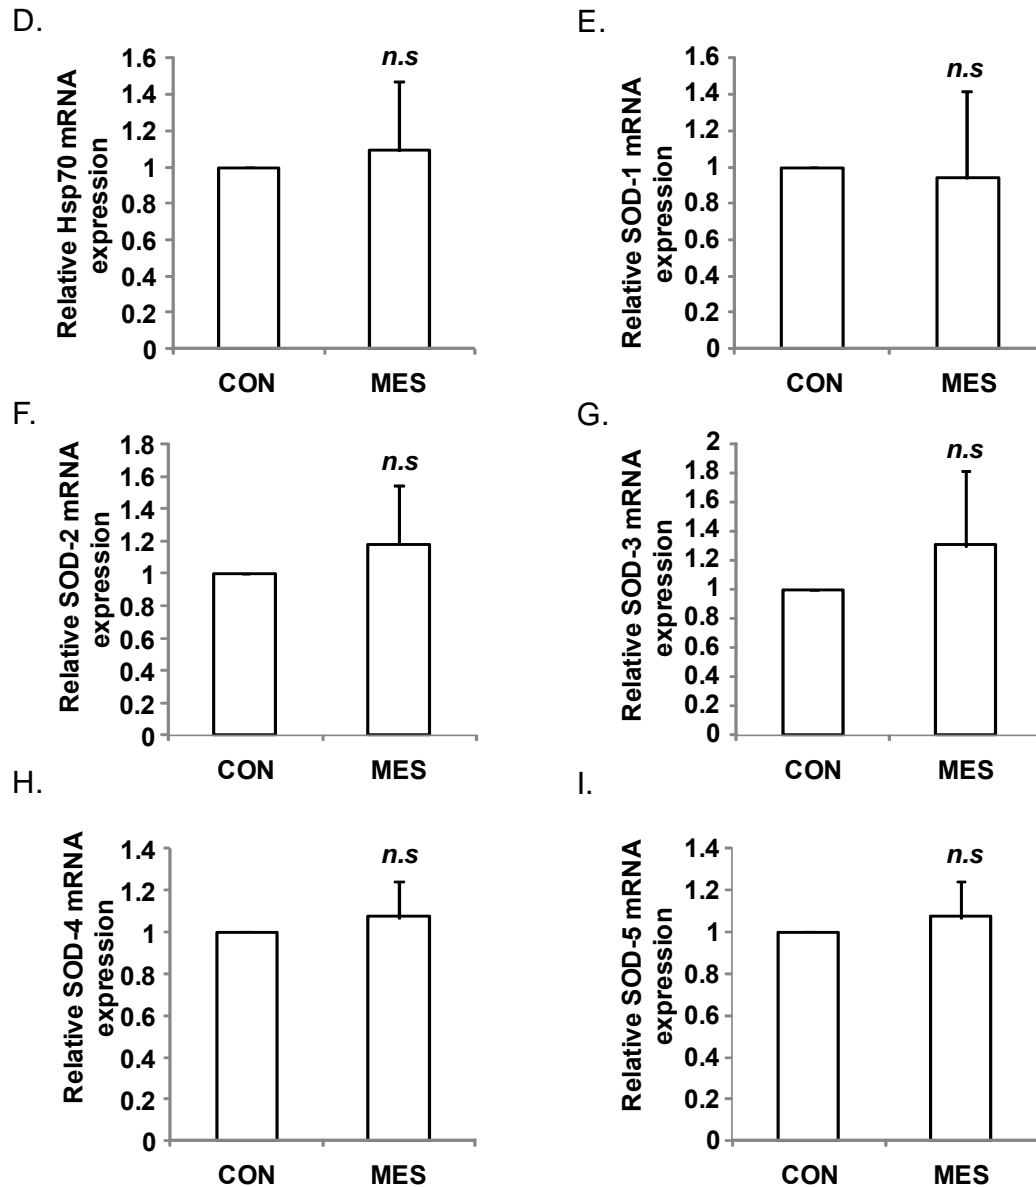 D.
Relative Hsp70 mRNA
expression
1.6
1.4
1.2
1
0.8
0.6
0.4
0.2
0
n.s
CON
MES
E.
Relative SOD-1 mRNA
expression
1.6
1.4
1.2
1
0.8
0.6
0.4
0.2
0
n.s
CON
MES
F.
Relative SOD-2 mRNA
expression
1.8
1.6
1.4
1.2
1
0.8
0.6
0.4
0.2
0
n.s
CON
MES
G.
Relative SOD-3 mRNA
expression
2
1.8
1.6
1.4
1.2
1
0.8
0.6
0.4
0.2
0
n.s
CON
MES
H.
Relative SOD-4 mRNA
expression
1.4
1.2
1
0.8
0.6
0.4
0.2
0
n.s
CON
MES
I.
Relative SOD-5 mRNA
expression
1.4
1.2
1
0.8
0.6
0.4
0.2
0
n.s
CON
MES